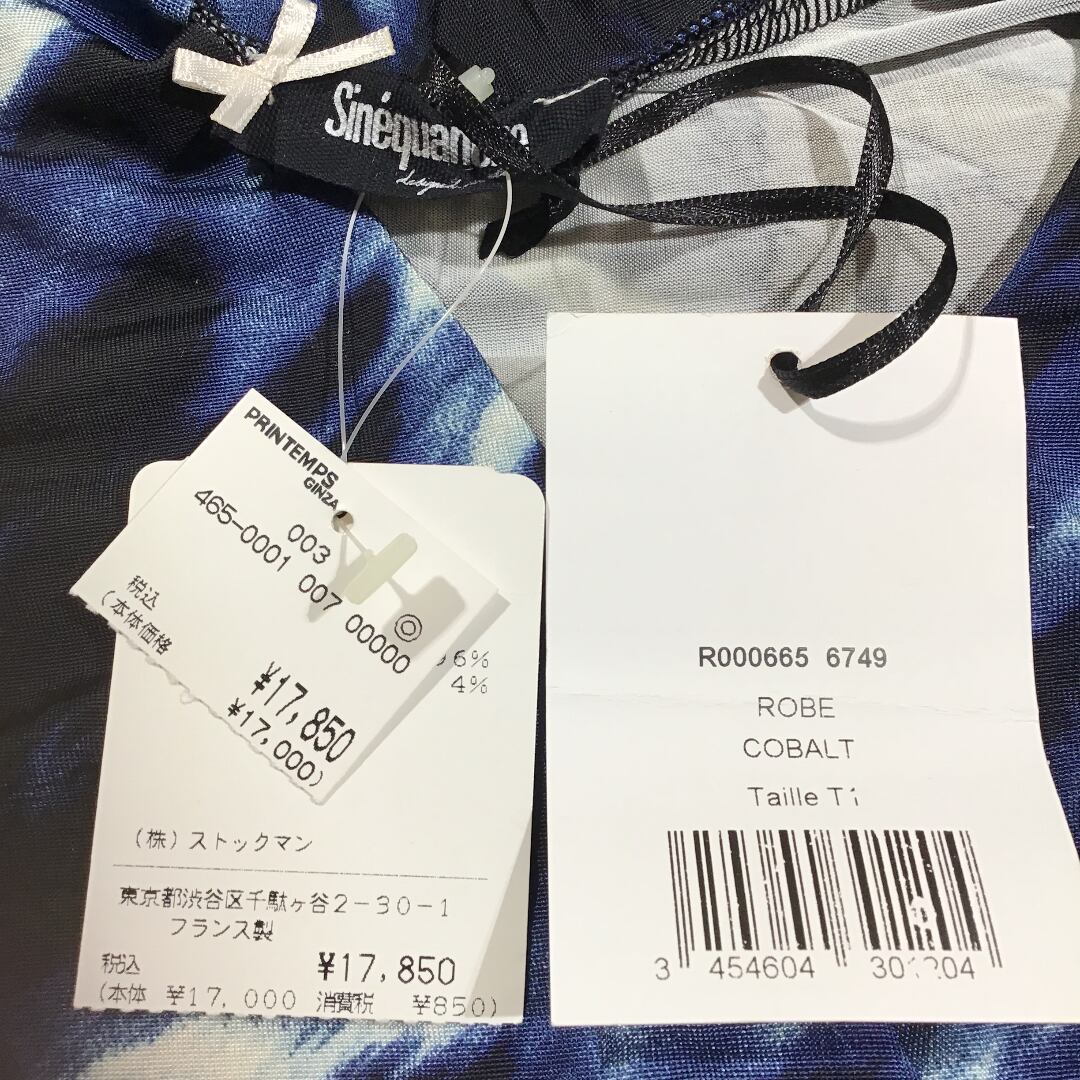 Sinéquanone
PRINTEMPS
GINZA
003
465-0001 007 00000
◎
税込
(本体価格
¥17,850
¥17,000)
96%
4%
(株)ストックマン
東京都渋谷区千駄ヶ谷2-30-1
フランス製
税込 ¥17,850
(本体 ¥17,000 消費税 ¥850)
R000665 6749
ROBE
COBALT
Taille T1
3 454604 301204